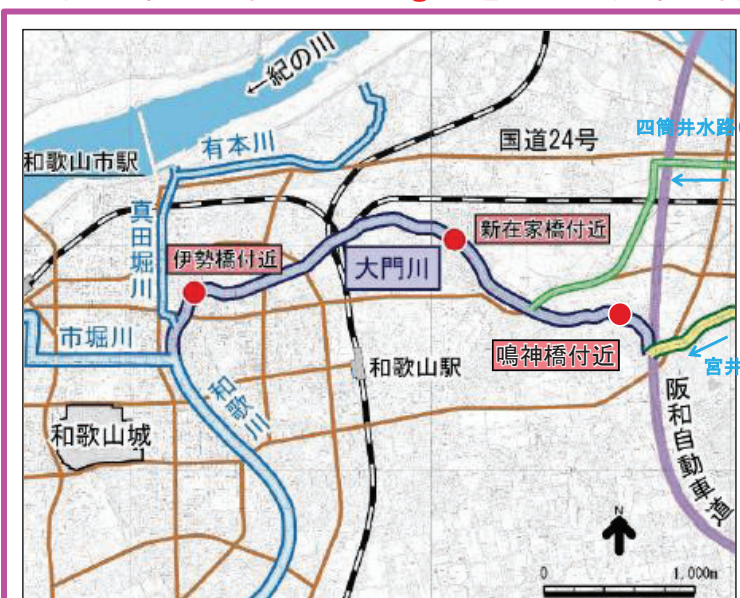 ←紀の川
四箇井水路
国道24号
有本川
和歌山市駅
真田堀川
新在家橋付近
伊勢橋付近
大門川
市堀川
鳴神橋付近
和歌山駅
宮井
和歌川
阪和自動車道
和歌山城
N
0
1,000m